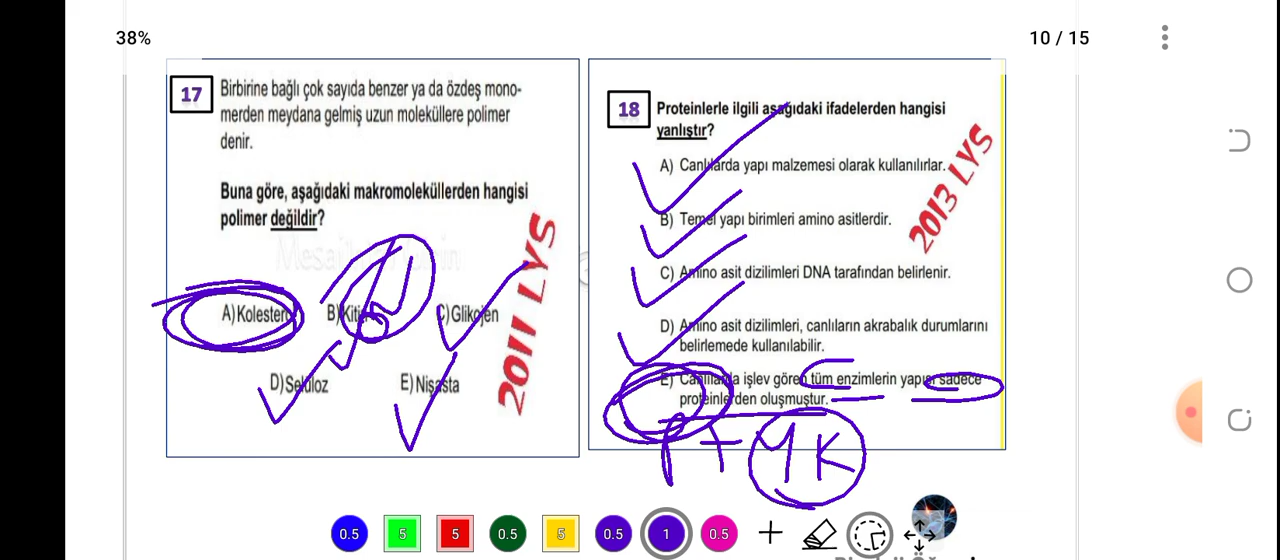 38%
10 / 15
17
Birbirine bağlı çok sayıda benzer ya da özdeş mono-
merden meydana gelmiş uzun moleküllere polimer
denir.
Buna göre, aşağıdaki makromoleküllerden hangisi
polimer değildir?
A) Kolesterol
B) Kitin
C) Glikojen
D) Selüloz
E) Nişasta
2011 LYS
18
Proteinlerle ilgili aşağıdaki ifadelerden hangisi
yanlıştır?
A) Canlılarda yapı malzemesi olarak kullanılırlar.
B) Temel yapı birimleri amino asitlerdir.
C) Amino asit dizilimleri DNA tarafından belirlenir.
D) Amino asit dizilimleri, canlıların akrabalık durumlarını
belirlemede kullanılabilir.
E) Canlılarda işlev gören tüm enzimlerin yapısı sadece
proteinlerden oluşmuştur.
2013 LYS
P + YK
0.5 5 5 0.5 5 0.5 1 0.5